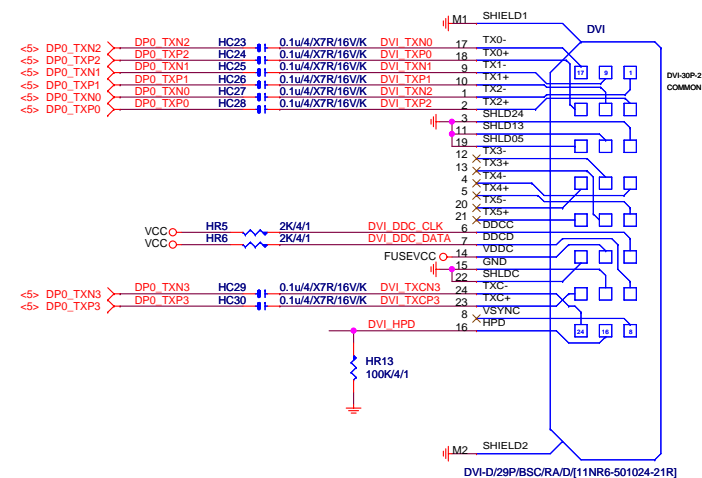 M1 SHIELD1
DVI
<5> DP0_TXN2 DP0_TXN2 HC23 0.1u/4/X7R/16V/K DVI_TXN0 17 TX0-
<5> DP0_TXP2 DP0_TXP2 HC24 0.1u/4/X7R/16V/K DVI_TXP0 18 TX0+
<5> DP0_TXN1 DP0_TXN1 HC25 0.1u/4/X7R/16V/K DVI_TXN1 9 TX1-
<5> DP0_TXP1 DP0_TXP1 HC26 0.1u/4/X7R/16V/K DVI_TXP1 10 TX1+
<5> DP0_TXN0 DP0_TXN0 HC27 0.1u/4/X7R/16V/K DVI_TXN2 1 TX2-
<5> DP0_TXP0 DP0_TXP0 HC28 0.1u/4/X7R/16V/K DVI_TXP2 2 TX2+
17 9 1
DVI-30P-2
COMMON
3 SHLD24
11 SHLD13
19 SHLD05
12 TX3-
13 TX3+
4 TX4-
5 TX4+
20 TX5-
21 TX5+
VCC HR5 2K/4/1 DVI_DDC_CLK 6 DDCC
VCC HR6 2K/4/1 DVI_DDC_DATA 7 DDCD
FUSEVCC 14 VDDC
15 GND
22 SHLDC
<5> DP0_TXN3 DP0_TXN3 HC29 0.1u/4/X7R/16V/K DVI_TXCN3 24 TXC-
<5> DP0_TXP3 DP0_TXP3 HC30 0.1u/4/X7R/16V/K DVI_TXCP3 23 TXC+
8 VSYNC
DVI_HPD 16 HPD
24 16 8
HR13
100K/4/1
M2 SHIELD2
DVI-D/29P/BSC/RA/D/[11NR6-501024-21R]